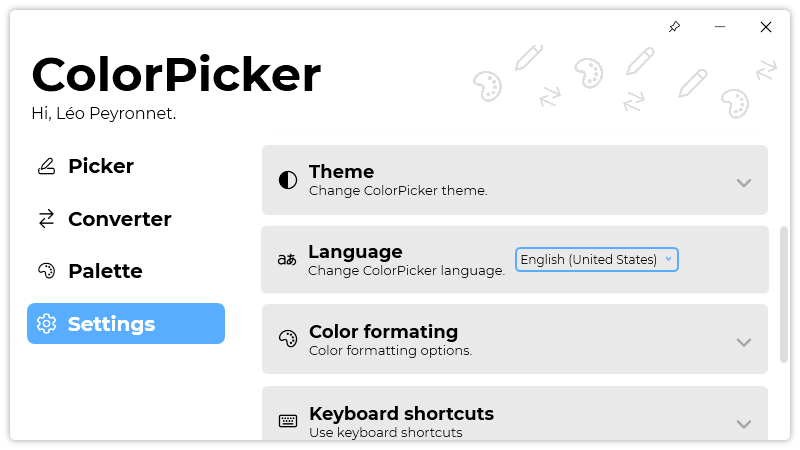 ColorPicker
Hi, Léo Peyronnet.
Picker
Converter
Palette
Settings
Theme
Change ColorPicker theme.
aあ
Language
Change ColorPicker language.
English (United States)
Color formating
Color formatting options.
Keyboard shortcuts
Use keyboard shortcuts